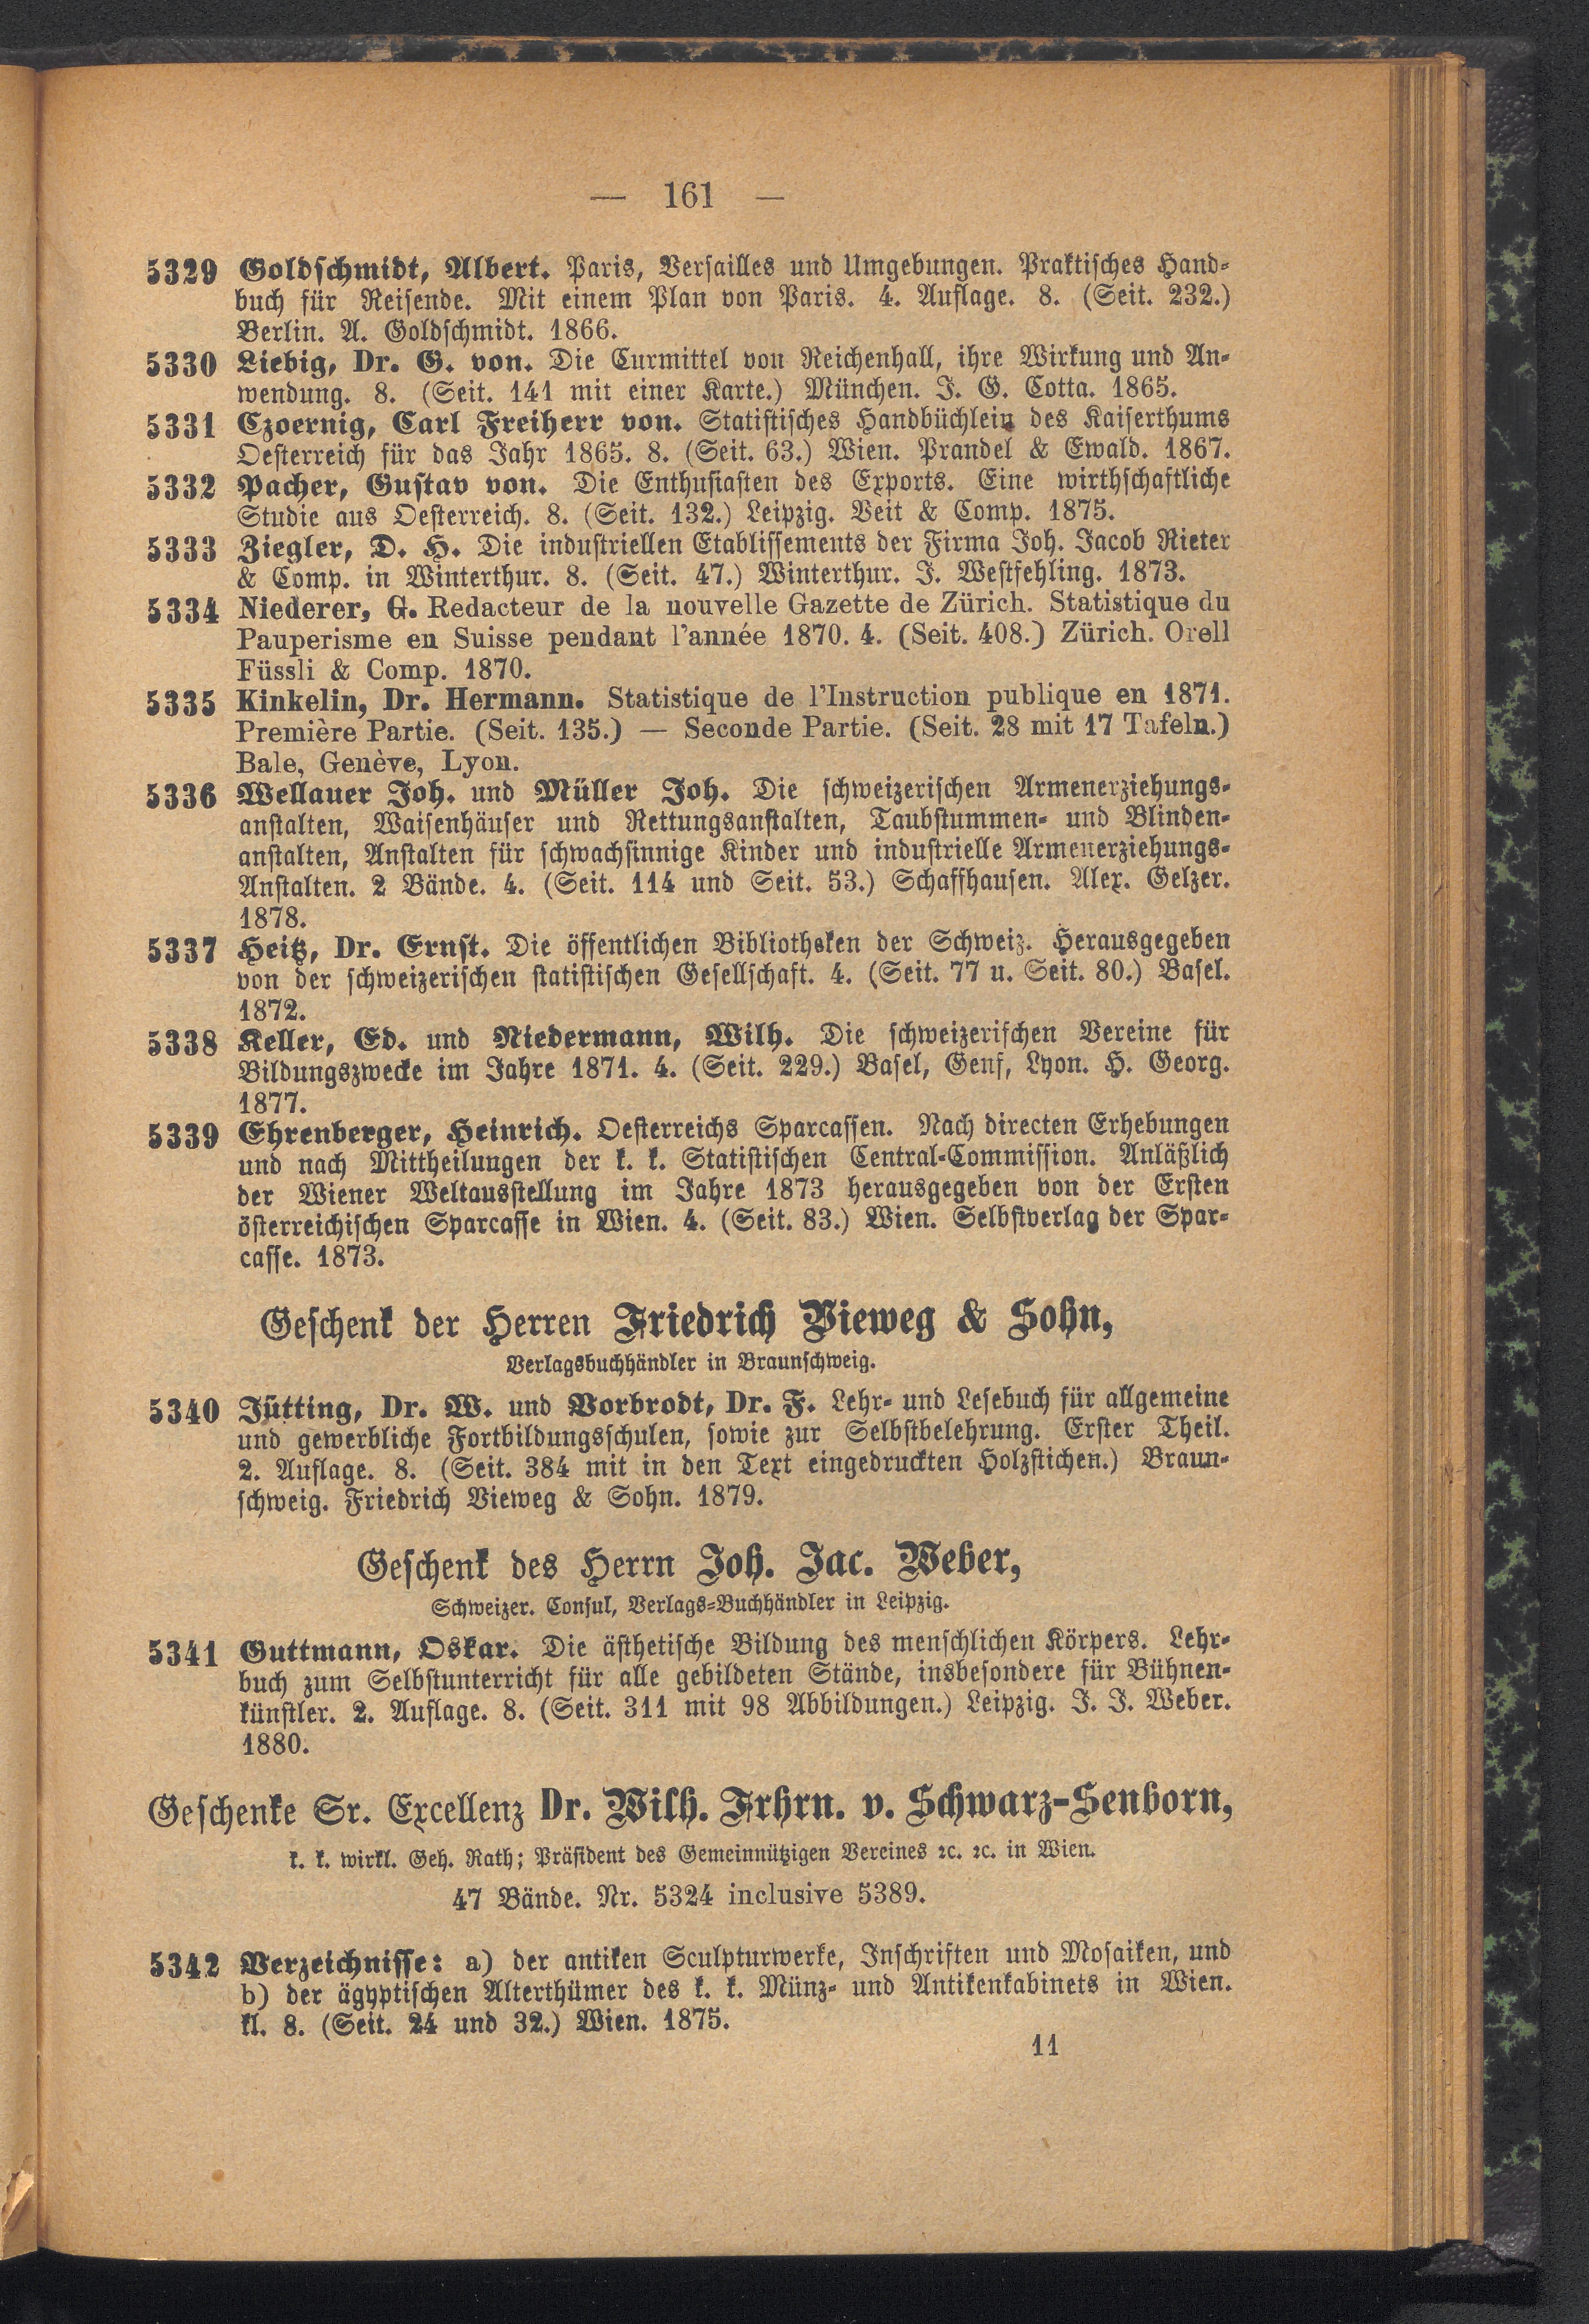 — 161 —
5329 Goldschmidt, Albert. Paris, Versailles und Umgebungen. Praktisches Hand-
buch für Reisende. Mit einem Plan von Paris. 4. Auflage. 8. (Seit. 232.)
Berlin. A. Goldschmidt. 1866.
5330 Liebig, Dr. G. von. Die Curmittel von Reichenhall, ihre Wirkung und An-
wendung. 8. (Seit. 141 mit einer Karte.) München. J. G. Cotta. 1865.
5331 Czoernig, Carl Freiherr von. Statistisches Handbüchlein des Kaiserthums
Oesterreich für das Jahr 1865. 8. (Seit. 63.) Wien. Prandel & Ewald. 1867.
5332 Pacher, Gustav von. Die Enthusiasten des Exports. Eine wirthschaftliche
Studie aus Oesterreich. 8. (Seit. 132.) Leipzig. Veit & Comp. 1875.
5333 Ziegler, D. H. Die industriellen Etablissements der Firma Joh. Jacob Rieter
& Comp. in Winterthur. 8. (Seit. 47.) Winterthur. J. Westfehling. 1873.
5334 Niederer, G. Redacteur de la nouvelle Gazette de Zürich. Statistique du
Pauperisme en Suisse pendant l'année 1870. 4. (Seit. 408.) Zürich. Orell
Füssli & Comp. 1870.
5335 Kinkelin, Dr. Hermann. Statistique de l'Instruction publique en 1871.
Première Partie. (Seit. 135.) — Seconde Partie. (Seit. 28 mit 17 Tafeln.)
Bale, Genève, Lyon.
5336 Wellauer Joh. und Müller Joh. Die schweizerischen Armenerziehungs-
anstalten, Waisenhäuser und Rettungsanstalten, Taubstummen- und Blinden-
anstalten, Anstalten für schwachsinnige Kinder und industrielle Armenerziehungs-
Anstalten. 2 Bände. 4. (Seit. 114 und Seit. 53.) Schaffhausen. Alex. Gelzer.
1878.
5337 Heitz, Dr. Ernst. Die öffentlichen Bibliotheken der Schweiz. Herausgegeben
von der schweizerischen statistischen Gesellschaft. 4. (Seit. 77 u. Seit. 80.) Basel.
1872.
5338 Keller, Ed. und Niedermann, Wilh. Die schweizerischen Vereine für
Bildungszwecke im Jahre 1871. 4. (Seit. 229.) Basel, Genf, Lyon. H. Georg.
1877.
5339 Ehrenberger, Heinrich. Oesterreichs Sparcassen. Nach directen Erhebungen
und nach Mittheilungen der k. k. Statistischen Central-Commission. Anläßlich
der Wiener Weltausstellung im Jahre 1873 herausgegeben von der Ersten
österreichischen Sparcasse in Wien. 4. (Seit. 83.) Wien. Selbstverlag der Spar-
casse. 1873.
Geschenk der Herren Friedrich Vieweg & Sohn,
Verlagsbuchhändler in Braunschweig.
5340 Jütting, Dr. W. und Vorbrodt, Dr. F. Lehr- und Lesebuch für allgemeine
und gewerbliche Fortbildungsschulen, sowie zur Selbstbelehrung. Erster Theil.
2. Auflage. 8. (Seit. 384 mit in den Text eingedruckten Holzstichen.) Braun-
schweig. Friedrich Vieweg & Sohn. 1879.
Geschenk des Herrn Joh. Jac. Weber,
Schweizer. Consul, Verlags-Buchhändler in Leipzig.
5341 Guttmann, Oskar. Die ästhetische Bildung des menschlichen Körpers. Lehr-
buch zum Selbstunterricht für alle gebildeten Stände, insbesondere für Bühnen-
künstler. 2. Auflage. 8. (Seit. 311 mit 98 Abbildungen.) Leipzig. J. J. Weber.
1880.
Geschenke Sr. Excellenz Dr. Wilh. Frhrn. v. Schwarz-Senborn,
k. k. wirkl. Geh. Rath; Präsident des Gemeinnützigen Vereines ꝛc. ꝛc. in Wien.
47 Bände. Nr. 5324 inclusive 5389.
5342 Verzeichnisse: a) der antiken Sculpturwerke, Inschriften und Mosaiken, und
b) der ägyptischen Alterthümer des k. k. Münz- und Antikenkabinets in Wien.
kl. 8. (Seit. 24 und 32.) Wien. 1875.
11